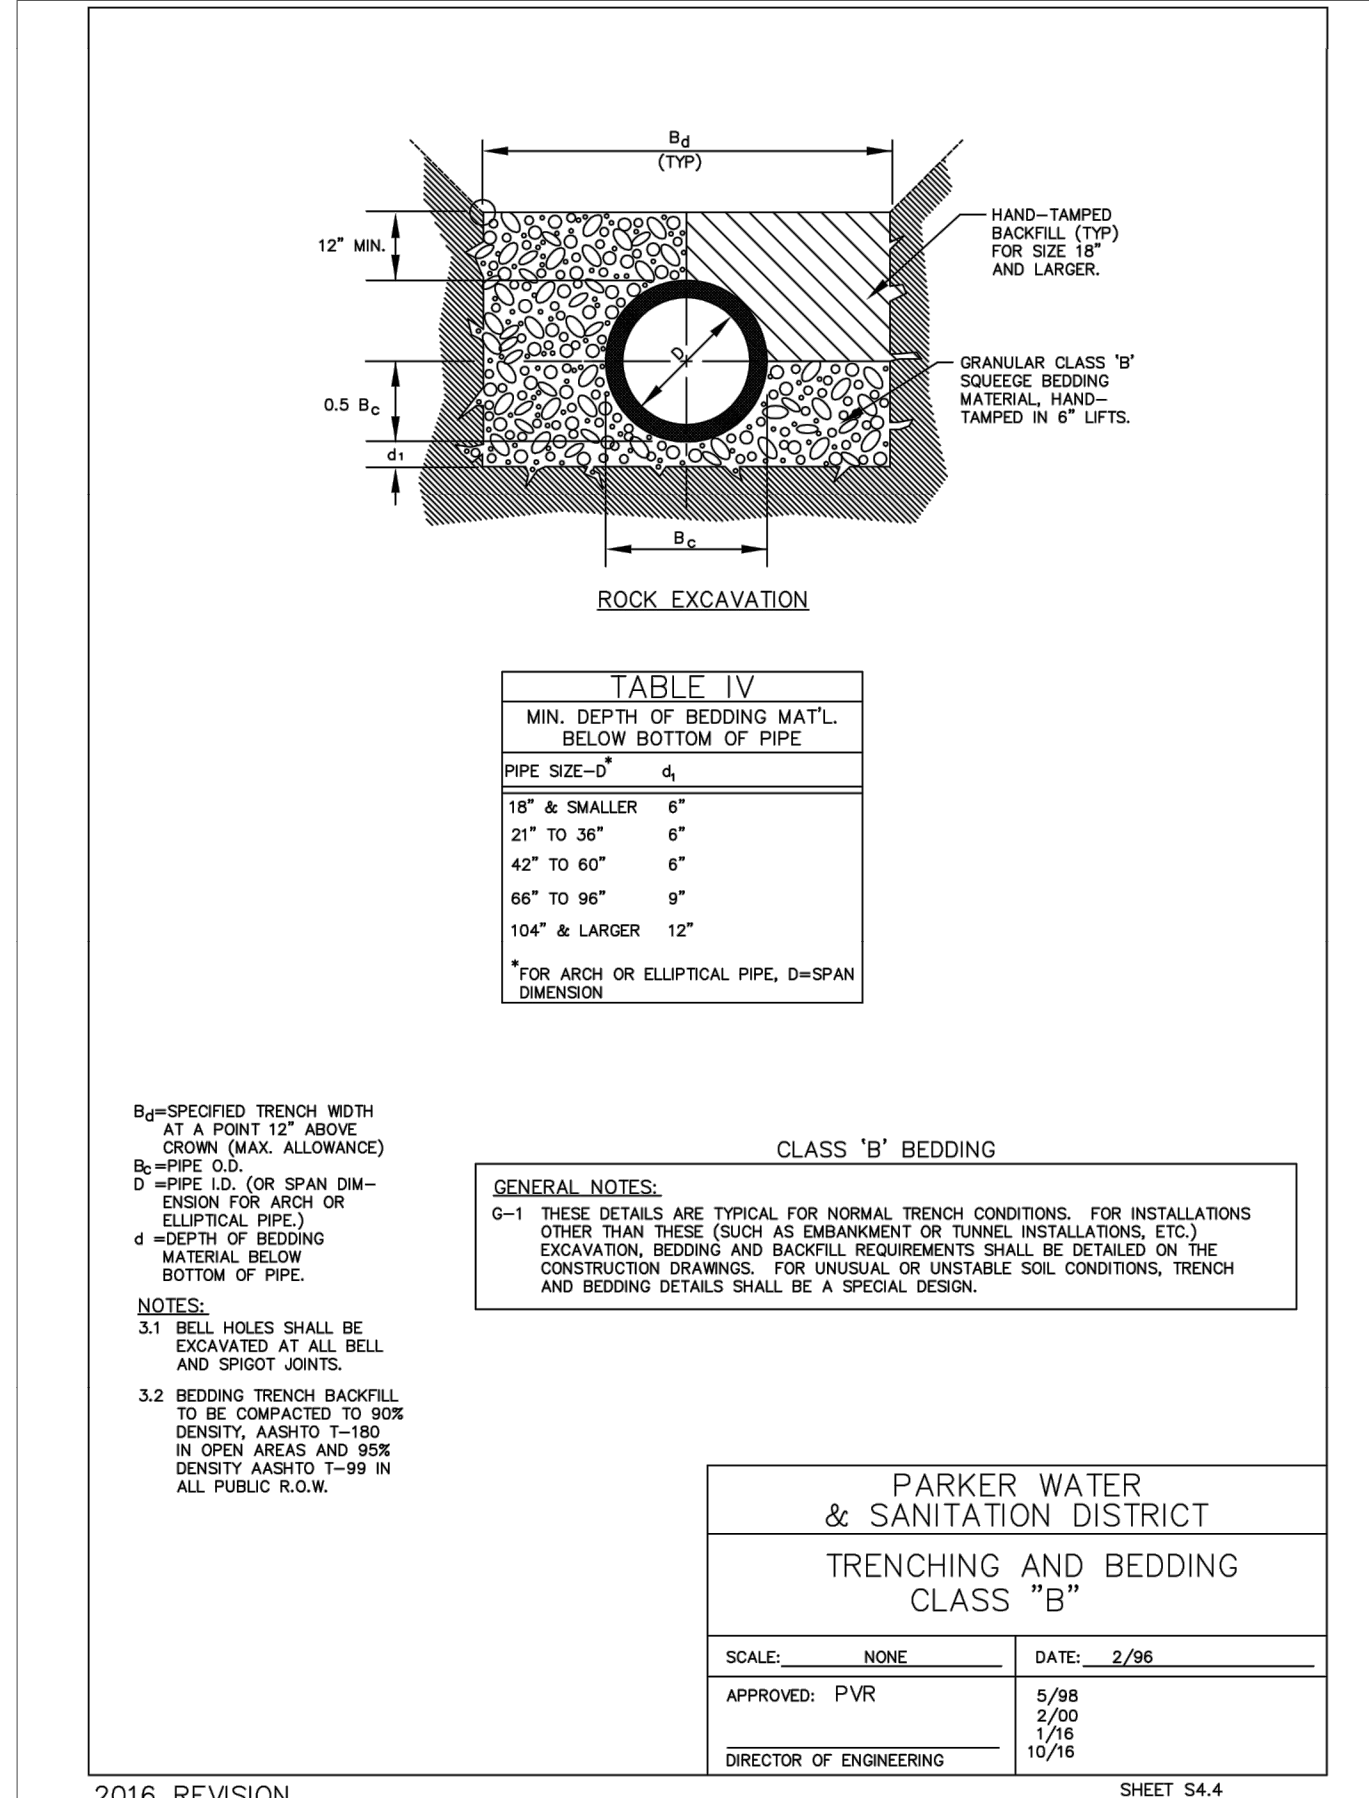 Bd
(TYP)
12" MIN.
HAND-TAMPED
BACKFILL (TYP)
FOR SIZE 18"
AND LARGER.
D
GRANULAR CLASS 'B'
SQUEEGE BEDDING
MATERIAL, HAND-
TAMPED IN 6" LIFTS.
0.5 Bc
d1
Bc
ROCK EXCAVATION
TABLE IV
MIN. DEPTH OF BEDDING MAT'L.
BELOW BOTTOM OF PIPE
PIPE SIZE-D* d1
18" & SMALLER 6"
21" TO 36" 6"
42" TO 60" 6"
66" TO 96" 9"
104" & LARGER 12"
*FOR ARCH OR ELLIPTICAL PIPE, D=SPAN
DIMENSION
Bd=SPECIFIED TRENCH WIDTH
AT A POINT 12" ABOVE
CROWN (MAX. ALLOWANCE)
Bc=PIPE O.D.
D =PIPE I.D. (OR SPAN DIM-
ENSION FOR ARCH OR
ELLIPTICAL PIPE.)
d =DEPTH OF BEDDING
MATERIAL BELOW
BOTTOM OF PIPE.
NOTES:
3.1 BELL HOLES SHALL BE
EXCAVATED AT ALL BELL
AND SPIGOT JOINTS.
3.2 BEDDING TRENCH BACKFILL
TO BE COMPACTED TO 90%
DENSITY, AASHTO T-180
IN OPEN AREAS AND 95%
DENSITY AASHTO T-99 IN
ALL PUBLIC R.O.W.
CLASS 'B' BEDDING
GENERAL NOTES:
G-1 THESE DETAILS ARE TYPICAL FOR NORMAL TRENCH CONDITIONS. FOR INSTALLATIONS
OTHER THAN THESE (SUCH AS EMBANKMENT OR TUNNEL INSTALLATIONS, ETC.)
EXCAVATION, BEDDING AND BACKFILL REQUIREMENTS SHALL BE DETAILED ON THE
CONSTRUCTION DRAWINGS. FOR UNUSUAL OR UNSTABLE SOIL CONDITIONS, TRENCH
AND BEDDING DETAILS SHALL BE A SPECIAL DESIGN.
PARKER WATER
& SANITATION DISTRICT
TRENCHING AND BEDDING
CLASS "B"
SCALE: NONE
DATE: 2/96
APPROVED: PVR
5/98
2/00
1/16
10/16
DIRECTOR OF ENGINEERING
2016 REVISION
SHEET S4.4